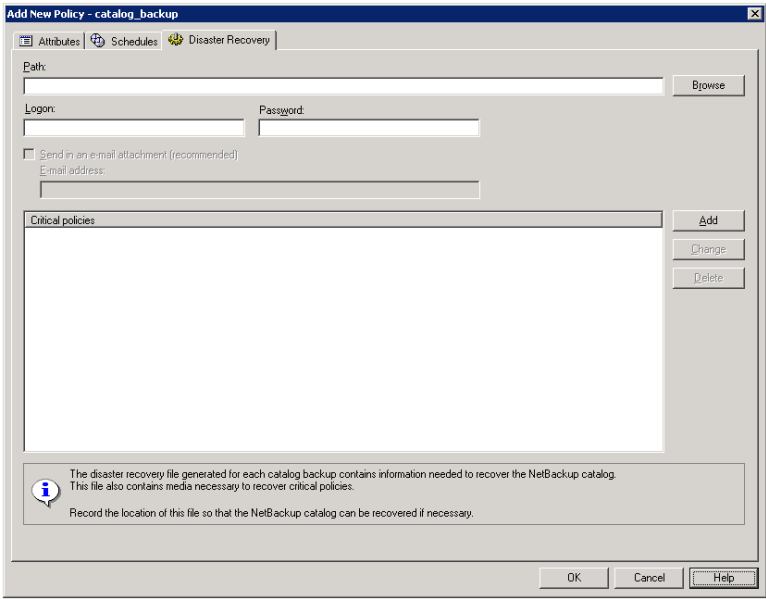 Add New Policy - catalog_backup
Attributes
Schedules
Disaster Recovery
Path:
Browse
Logon:
Password:
Send in an e-mail attachment (recommended)
E-mail address:
Critical policies
Add
Change
Delete
The disaster recovery file generated for each catalog backup contains information needed to recover the NetBackup catalog.
This file also contains media necessary to recover critical policies.
Record the location of this file so that the NetBackup catalog can be recovered if necessary.
OK
Cancel
Help